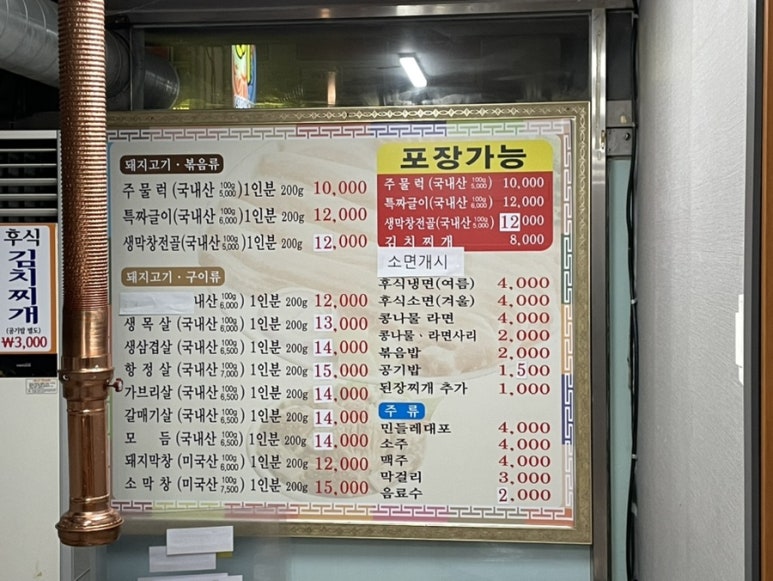 후식
김치찌개
(공기밥 별도)
₩3,000
돼지고기 · 볶음류
주물럭 (국내산 100g 5,000) 1인분 200g 10,000
특짜글이 (국내산 100g 6,000) 1인분 200g 12,000
생막창전골 (국내산 100g 5,000) 1인분 200g 12,000
돼지고기 · 구이류
내산 100g 6,000) 1인분 200g 12,000
생목살 (국내산 100g 6,500) 1인분 200g 13,000
생삼겹살 (국내산 100g 6,500) 1인분 200g 14,000
항정살 (국내산 100g 7,000) 1인분 200g 15,000
가브리살 (국내산 100g 6,500) 1인분 200g 14,000
갈매기살 (국내산 100g 6,500) 1인분 200g 14,000
모듬 (국내산 100g 6,500) 1인분 200g 14,000
돼지막창 (미국산 100g 6,000) 1인분 200g 12,000
소막창 (미국산 100g 7,500) 1인분 200g 15,000
포장가능
주물럭 (국내산 100g 5,000) 10,000
특짜글이 (국내산 100g 6,000) 12,000
생막창전골 (국내산 100g 5,000) 12,000
김치찌개 8,000
소면개시
후식냉면(여름) 4,000
후식소면(겨울) 4,000
콩나물 라면 4,000
콩나물 · 라면사리 2,000
볶음밥 2,000
공기밥 1,500
된장찌개 추가 1,000
주류
민들레대포 4,000
소주 4,000
맥주 4,000
막걸리 3,000
음료수 2,000